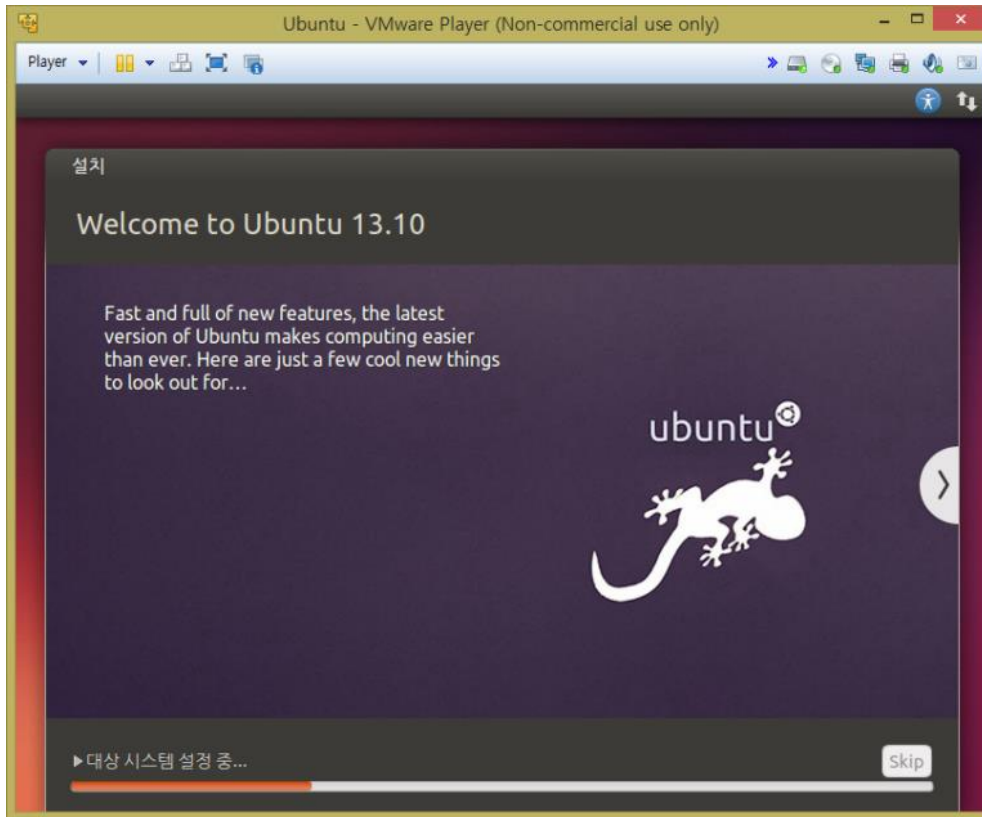 Ubuntu - VMware Player (Non-commercial use only)
Player
설치
Welcome to Ubuntu 13.10
Fast and full of new features, the latest
version of Ubuntu makes computing easier
than ever. Here are just a few cool new things
to look out for...
ubuntu
대상 시스템 설정 중...
Skip